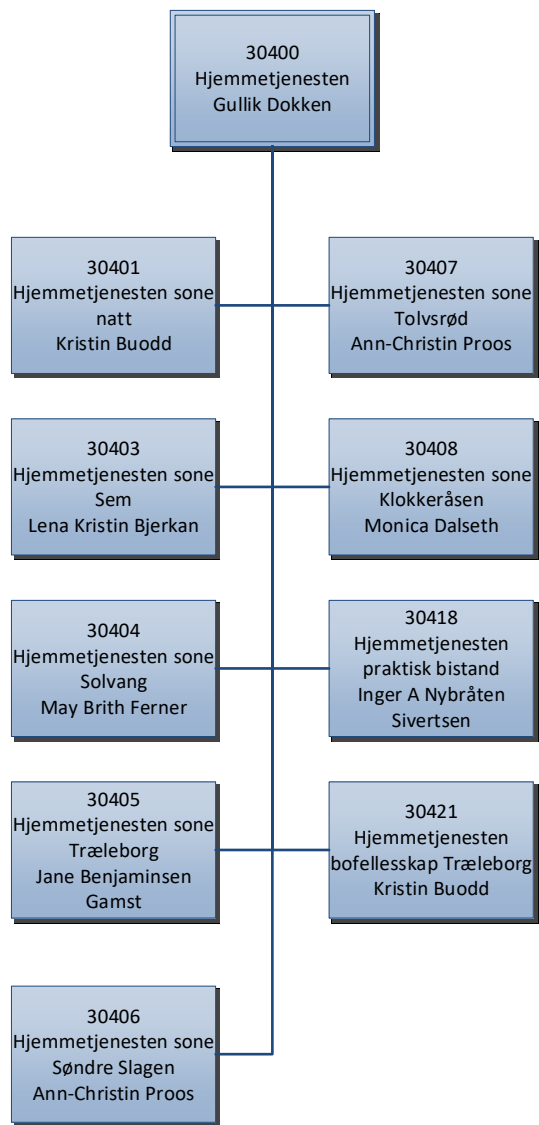 30400
Hjemmetjenesten
Gullik Dokken
30401
Hjemmetjenesten sone
natt
Kristin Buodd
30407
Hjemmetjenesten sone
Tolvsrød
Ann-Christin Proos
30403
Hjemmetjenesten sone
Sem
Lena Kristin Bjerkan
30408
Hjemmetjenesten sone
Klokkeråsen
Monica Dalseth
30404
Hjemmetjenesten sone
Solvang
May Brith Ferner
30418
Hjemmetjenesten
praktisk bistand
Inger A Nybråten
Sivertsen
30405
Hjemmetjenesten sone
Træleborg
Jane Benjaminsen
Gamst
30421
Hjemmetjenesten
bofellesskap Træleborg
Kristin Buodd
30406
Hjemmetjenesten sone
Søndre Slagen
Ann-Christin Proos